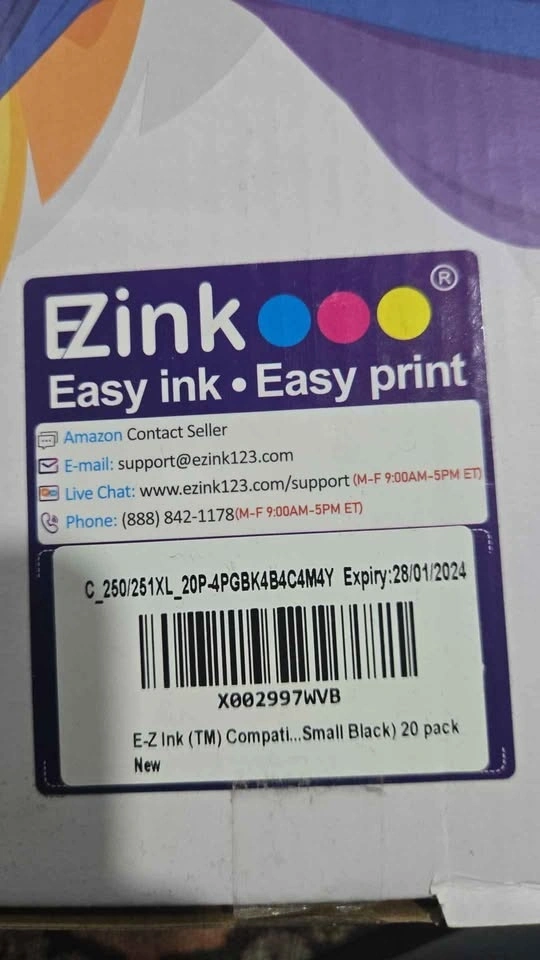 EZink ®
Easy ink • Easy print
Amazon Contact Seller
E-mail: support@ezink123.com
Live Chat: www.ezink123.com/support (M-F 9:00AM-5PM ET)
Phone: (888) 842-1178(M-F 9:00AM-5PM ET)
C_250/251XL_20P-4PGBK4B4C4M4Y Expiry:28/01/2024
X002997WVB
E-Z Ink (TM) Compati...Small Black) 20 pack
New